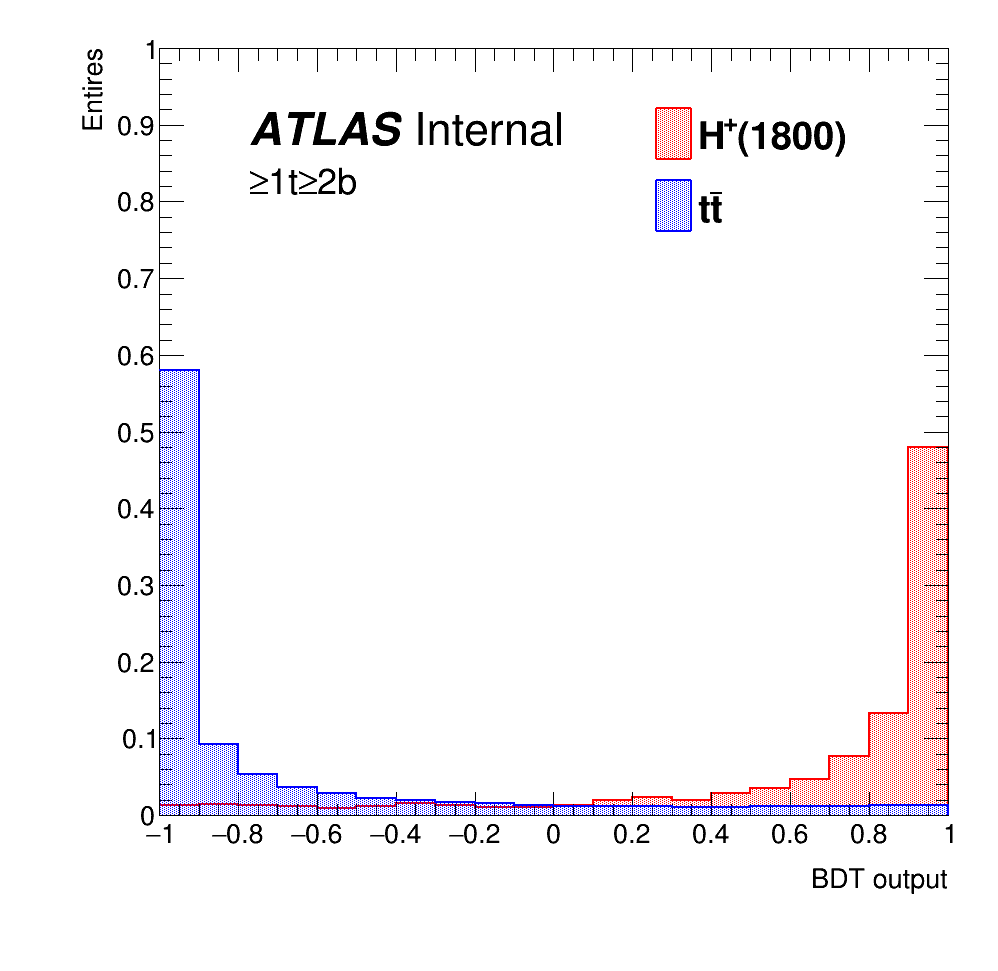 Entires
1
0.9
0.8
0.7
0.6
0.5
0.4
0.3
0.2
0.1
0
ATLAS Internal
≥1t≥2b
H⁺(1800)
tt̄
−1 −0.8 −0.6 −0.4 −0.2 0 0.2 0.4 0.6 0.8 1
BDT output